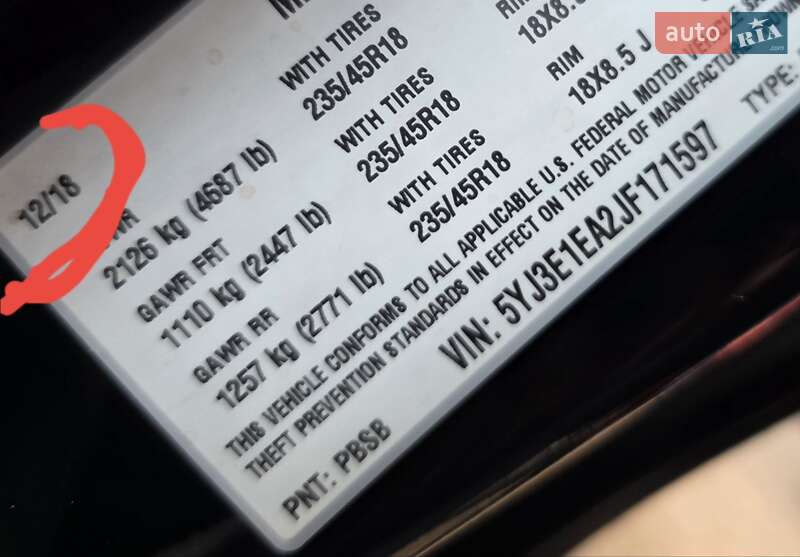 auto RIA.com
12/18
2126 kg (4687 lb)
WITH TIRES
235/45R18
RIM
GAWR FRT
1110 kg (2447 lb)
WITH TIRES
235/45R18
RIM
18X8.5 J
GAWR RR
1257 kg (2771 lb)
WITH TIRES
235/45R18
THIS VEHICLE CONFORMS TO ALL APPLICABLE U.S. FEDERAL MOTOR VEHICLE
THEFT PREVENTION STANDARDS IN EFFECT ON THE DATE OF MANUFACTURE
VIN: 5YJ3E1EA2JF171597
TYPE:
PNT: PBSB